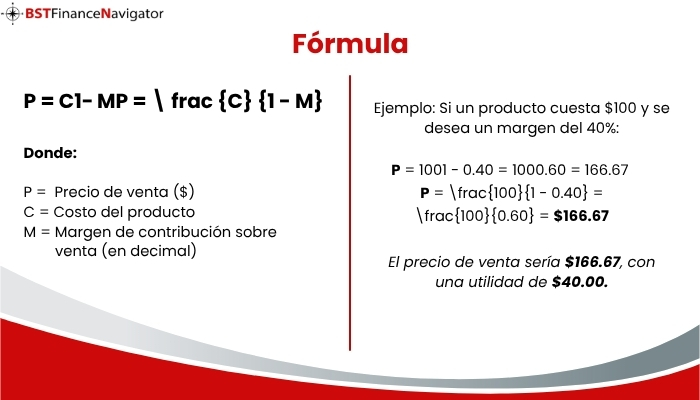 BSTFinanceNavigator
Fórmula
P = C1- MP = \ frac {C} {1 - M}
Donde:
P = Precio de venta ($)
C = Costo del producto
M = Margen de contribución sobre
venta (en decimal)
Ejemplo: Si un producto cuesta $100 y se
desea un margen del 40%:
P = 1001 - 0.40 = 1000.60 = 166.67
P = \frac{100}{1 - 0.40} =
\frac{100}{0.60} = $166.67
El precio de venta sería $166.67, con
una utilidad de $40.00.